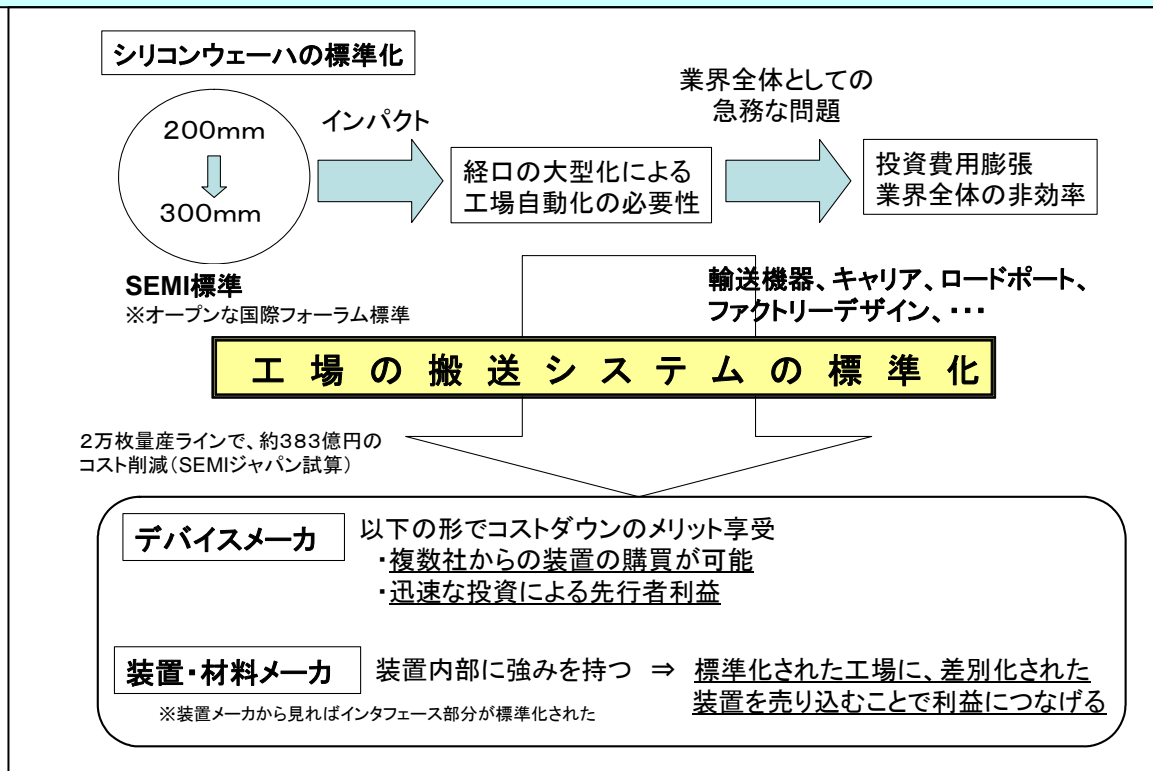 シリコンウェーハの標準化
200mm
300mm
インパクト
経口の大型化による
工場自動化の必要性
業界全体としての
急務な問題
投資費用膨張
業界全体の非効率
SEMI標準
※オープンな国際フォーラム標準
輸送機器、キャリア、ロードポート、
ファクトリーデザイン、・・・
工場の搬送システムの標準化
2万枚量産ラインで、約383億円の
コスト削減(SEMIジャパン試算)
デバイスメーカ
以下の形でコストダウンのメリット享受
・複数社からの装置の購買が可能
・迅速な投資による先行者利益
装置・材料メーカ
装置内部に強みを持つ ⇒ 標準化された工場に、差別化された
装置を売り込むことで利益につなげる
※装置メーカから見ればインタフェース部分が標準化された